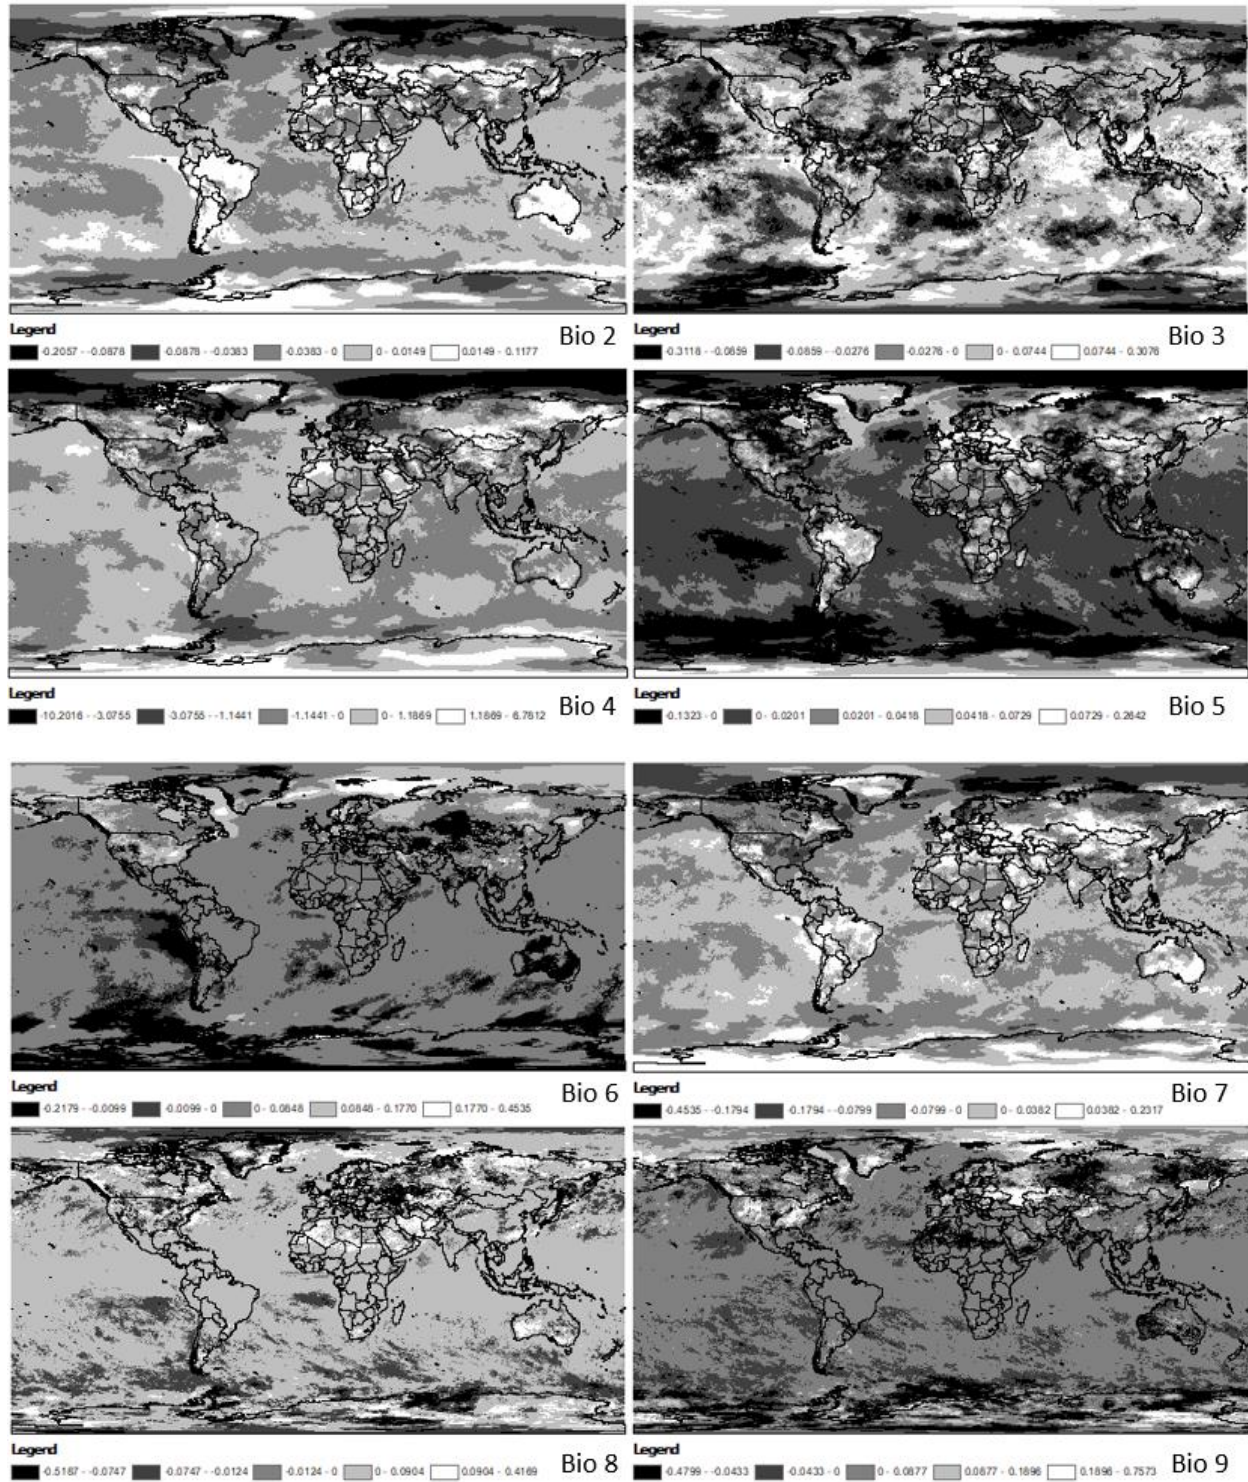 Legend
-0.2057 - -0.0878 -0.0878 - -0.0383 -0.0383 - 0 0 - 0.0149 0.0149 - 0.1177
Bio 2
Legend
-0.3118 - -0.0859 -0.0859 - -0.0276 -0.0276 - 0 0 - 0.0744 0.0744 - 0.3076
Bio 3
Legend
-10.2016 - -3.0755 -3.0755 - -1.1441 -1.1441 - 0 0 - 1.1869 1.1869 - 6.7812
Bio 4
Legend
-0.1323 - 0 0 - 0.0201 0.0201 - 0.0418 0.0418 - 0.0729 0.0729 - 0.2642
Bio 5
Legend
-0.2179 - -0.0099 -0.0099 - 0 0 - 0.0848 0.0848 - 0.1770 0.1770 - 0.4535
Bio 6
Legend
-0.4535 - -0.1794 -0.1794 - -0.0799 -0.0799 - 0 0 - 0.0382 0.0382 - 0.2317
Bio 7
Legend
-0.5187 - -0.0747 -0.0747 - -0.0124 -0.0124 - 0 0 - 0.0904 0.0904 - 0.4169
Bio 8
Legend
-0.4799 - -0.0433 -0.0433 - 0 0 - 0.0877 0.0877 - 0.1896 0.1896 - 0.7573
Bio 9